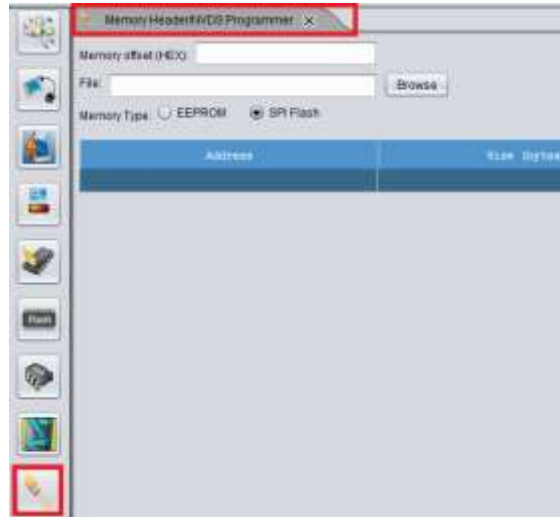 Memory Header/NVDS Programmer x
Memory offset (HEX):
File:
Browse
Memory Type: EEPROM SPI Flash
Address Size (bytes
Flash